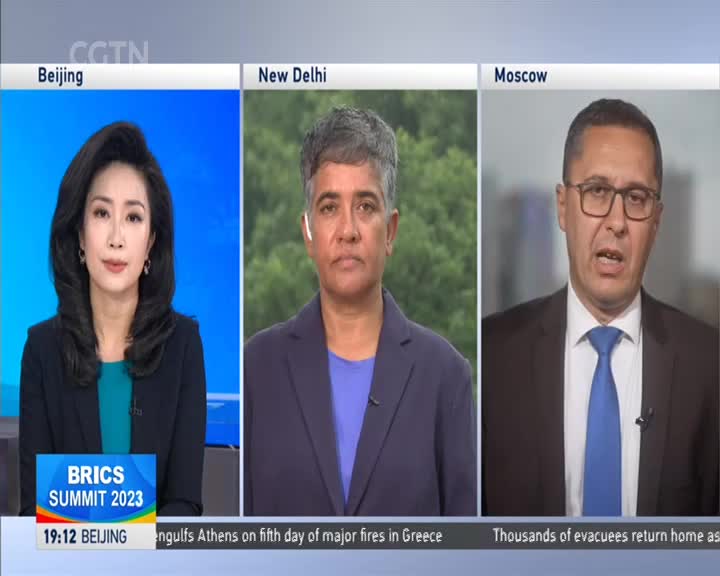 CGTN
Beijing
New Delhi
Moscow
BRICS
SUMMIT 2023
19:12 BEIJING
engulfs Athens on fifth day of major fires in Greece
Thousands of evacuees return home as